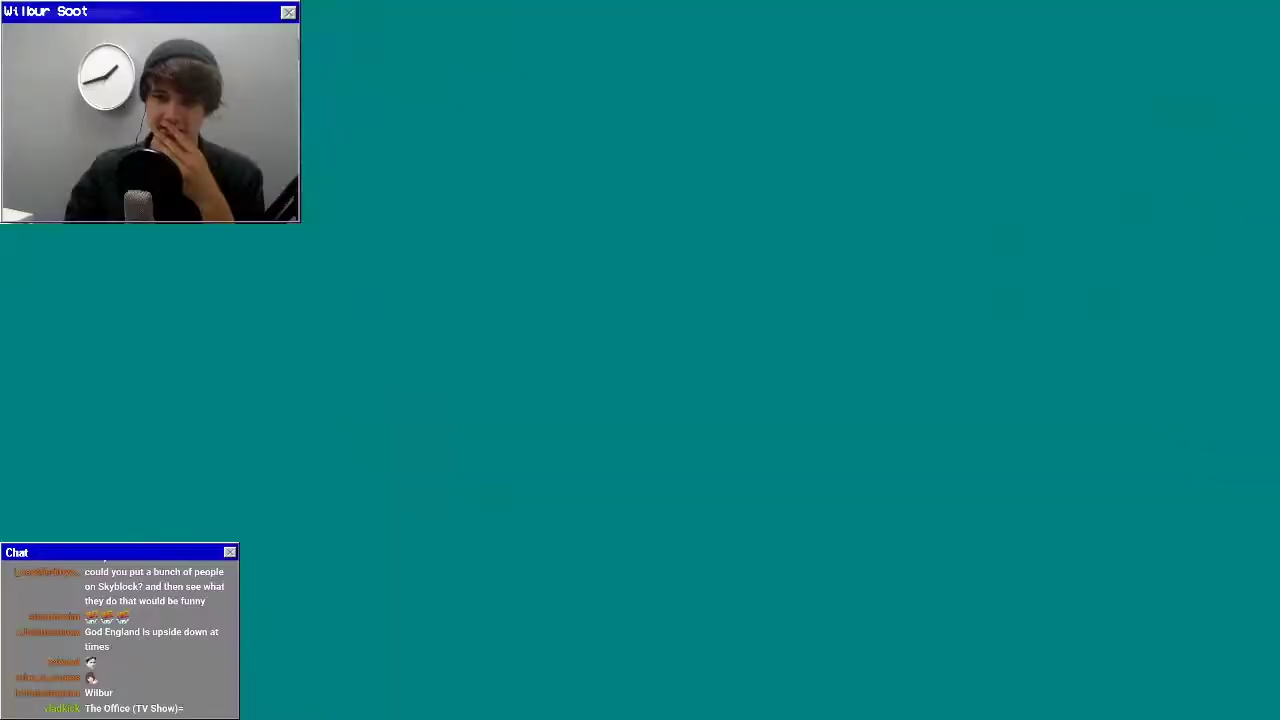 Wilbur Soot
Chat
could you put a bunch of people
on Skyblock? and then see what
they do that would be funny
God England is upside down at
times
Wilbur
vladkick The Office (TV Show)=